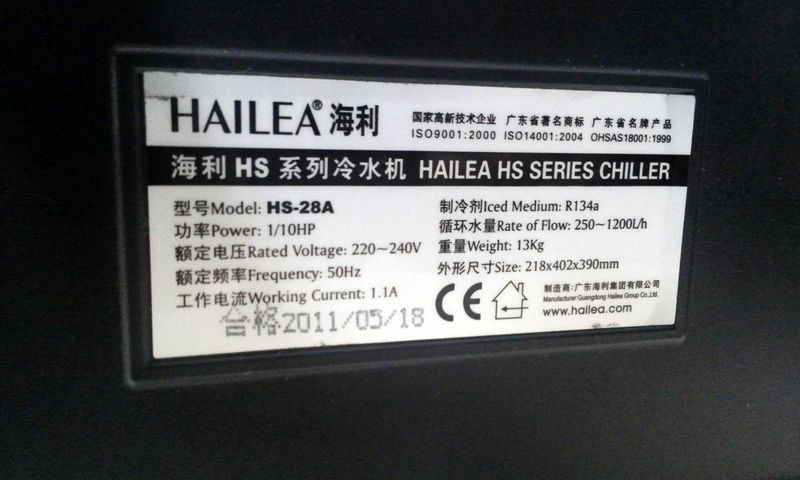 HAILEA® 海利
国家高新技术企业 广东省著名商标 广东省名牌产品
ISO9001:2000 ISO14001:2004 OHSAS18001:1999
海利 HS 系列冷水机 HAILEA HS SERIES CHILLER
型号Model: HS-28A
功率Power: 1/10HP
额定电压Rated Voltage: 220~240V
额定频率Frequency: 50Hz
工作电流Working Current: 1.1A
合格2011/05/18
制冷剂Iced Medium: R134a
循环水量Rate of Flow: 250~1200L/h
重量Weight: 13Kg
外形尺寸Size: 218x402x390mm
CE
制造商:广东海利集团有限公司
Manufacturer:Guangdong Hailea Group Co.,Ltd.
www.hailea.com